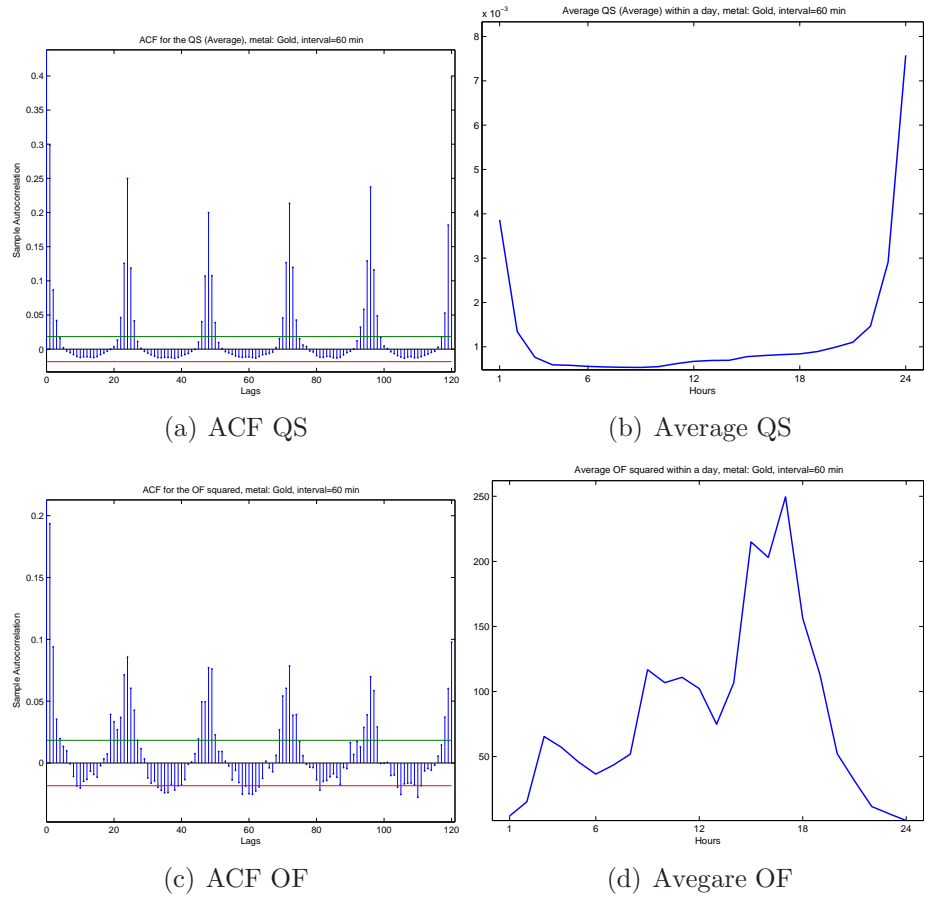 ACF for the QS (Average), metal: Gold, interval=60 min
Sample Autocorrelation
0.4
0.35
0.3
0.25
0.2
0.15
0.1
0.05
0
0 20 40 60 80 100 120
Lags
(a) ACF QS
Average QS (Average) within a day, metal: Gold, interval=60 min
x 10^-3
8
7
6
5
4
3
2
1
1 6 12 18 24
Hours
(b) Average QS
ACF for the OF squared, metal: Gold, interval=60 min
Sample Autocorrelation
0.2
0.15
0.1
0.05
0
0 20 40 60 80 100 120
Lags
(c) ACF OF
Average OF squared within a day, metal: Gold, interval=60 min
250
200
150
100
50
1 6 12 18 24
Hours
(d) Avegare OF